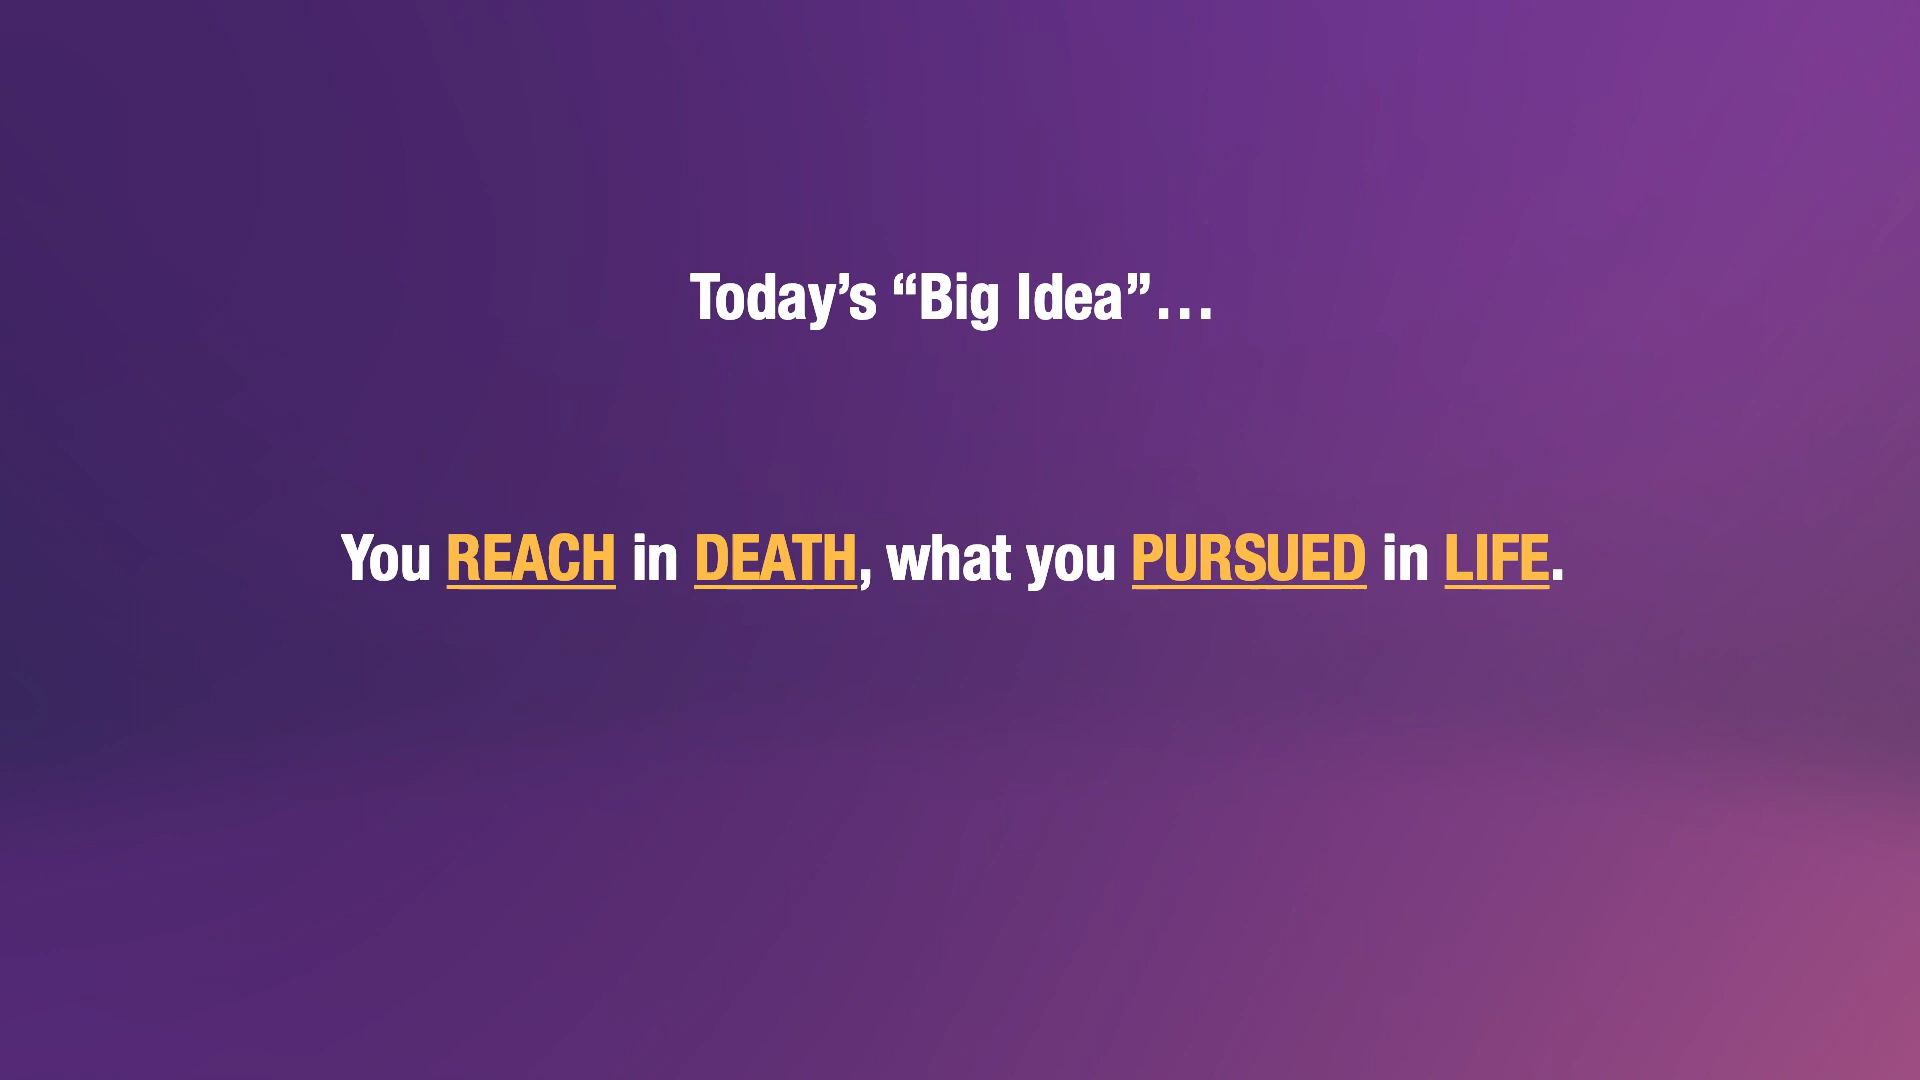 Today’s “Big Idea”…
You REACH in DEATH, what you PURSUED in LIFE.